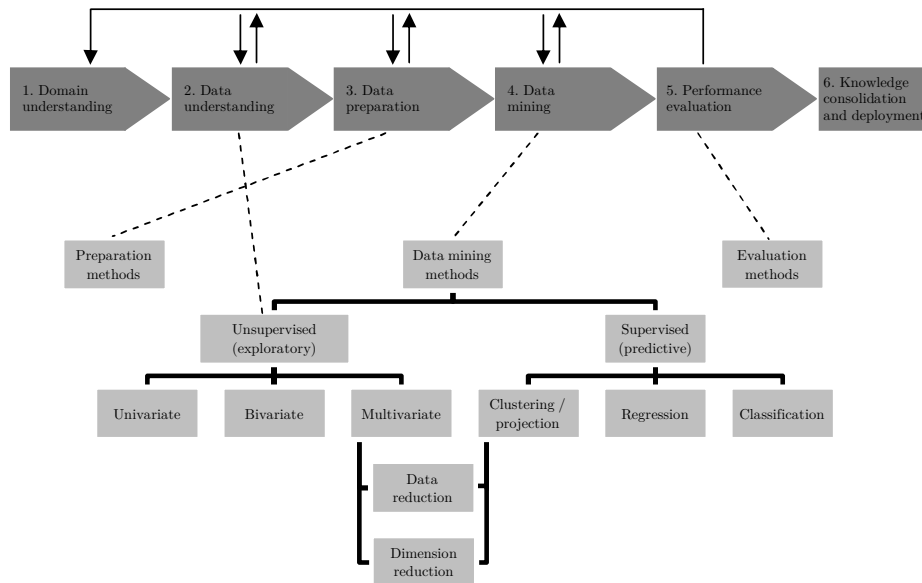 1. Domain
understanding
2. Data
understanding
3. Data
preparation
4. Data
mining
5. Performance
evaluation
6. Knowledge
consolidation
and deployment
Preparation
methods
Data mining
methods
Evaluation
methods
Unsupervised
(exploratory)
Supervised
(predictive)
Univariate
Bivariate
Multivariate
Clustering /
projection
Regression
Classification
Data
reduction
Dimension
reduction